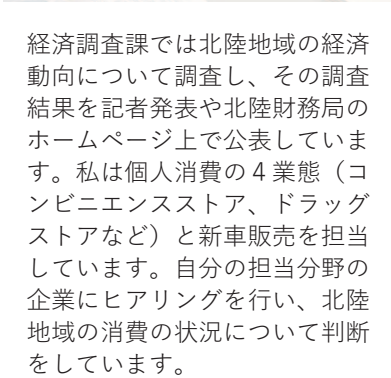 経済調査課では北陸地域の経済
動向について調査し、その調査
結果を記者発表や北陸財務局の
ホームページ上で公表していま
す。私は個人消費の４業態（コ
ンビニエンスストア、ドラッグ
ストアなど）と新車販売を担当
しています。自分の担当分野の
企業にヒアリングを行い、北陸
地域の消費の状況について判断
をしています。